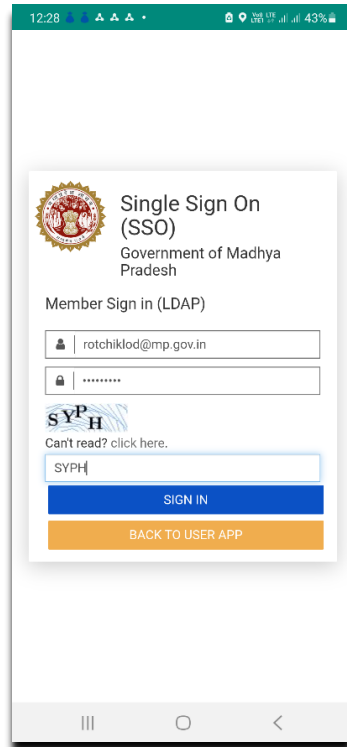 12:28
43%
Single Sign On
(SSO)
Government of Madhya
Pradesh
Member Sign in (LDAP)
rotchiklod@mp.gov.in
•••••••••
SYPH
Can't read? click here.
SYPH
SIGN IN
BACK TO USER APP